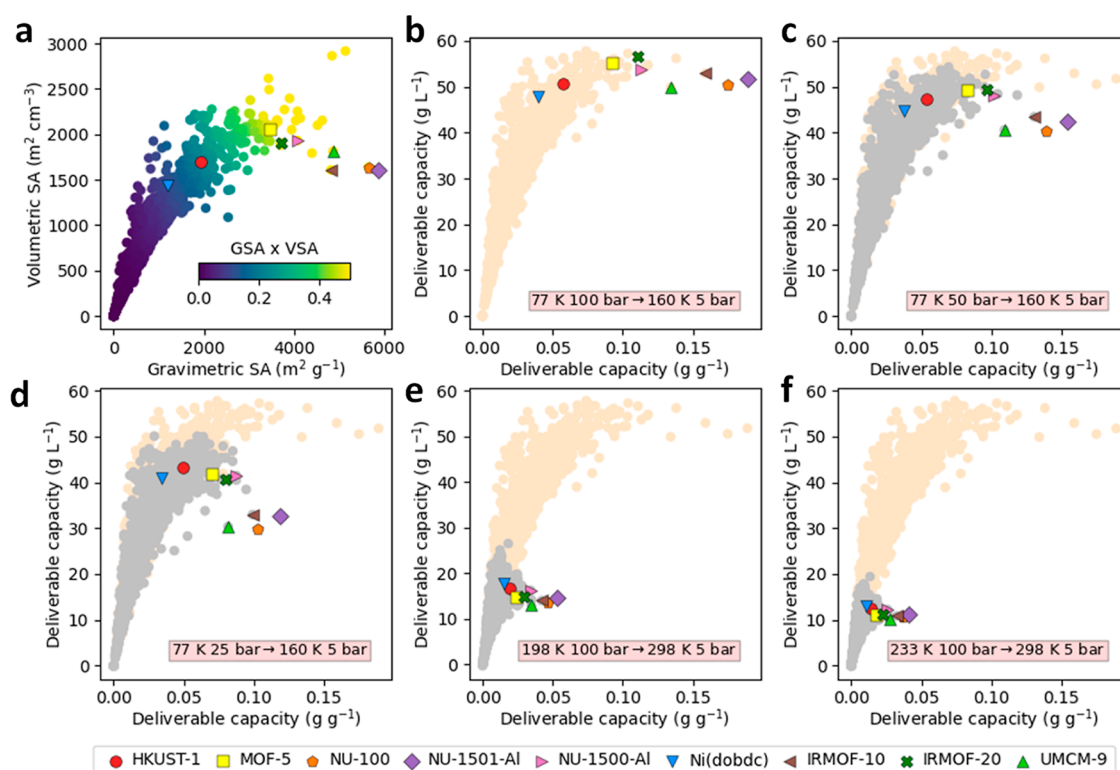 a
3000
2500
2000
1500
1000
500
0
Volumetric SA (m² cm⁻³)
GSA x VSA
0.0 0.2 0.4
0 2000 4000 6000
Gravimetric SA (m² g⁻¹)
b
60
50
40
30
20
10
0
Deliverable capacity (g L⁻¹)
77 K 100 bar→160 K 5 bar
0.00 0.05 0.10 0.15
Deliverable capacity (g g⁻¹)
c
60
50
40
30
20
10
0
Deliverable capacity (g L⁻¹)
77 K 50 bar→160 K 5 bar
0.00 0.05 0.10 0.15
Deliverable capacity (g g⁻¹)
d
60
50
40
30
20
10
0
Deliverable capacity (g L⁻¹)
77 K 25 bar→160 K 5 bar
0.00 0.05 0.10 0.15
Deliverable capacity (g g⁻¹)
e
60
50
40
30
20
10
0
Deliverable capacity (g L⁻¹)
198 K 100 bar→298 K 5 bar
0.00 0.05 0.10 0.15
Deliverable capacity (g g⁻¹)
f
60
50
40
30
20
10
0
Deliverable capacity (g L⁻¹)
233 K 100 bar→298 K 5 bar
0.00 0.05 0.10 0.15
Deliverable capacity (g g⁻¹)
HKUST-1 MOF-5 NU-100 NU-1501-Al NU-1500-Al Ni(dobdc) IRMOF-10 IRMOF-20 UMCM-9